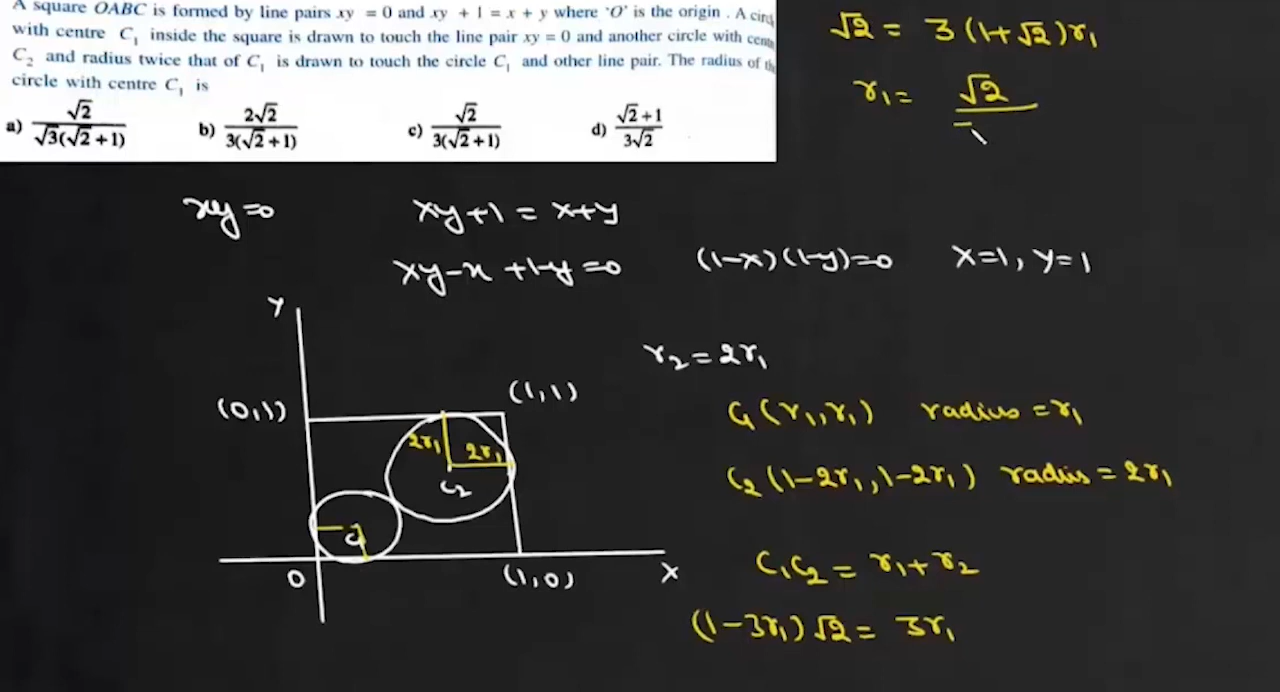 A square OABC is formed by line pairs xy = 0 and xy + 1 = x + y where 'O' is the origin . A
with centre C₁ inside the square is drawn to touch the line pair xy = 0 and another circle with
C₂ and radius twice that of C₁ is drawn to touch the circle C₁ and other line pair. The radius of
circle with centre C₁ is
a) √2/√3(√2+1) b) 2√2/3(√2+1) c) √2/3(√2+1) d) √2+1/3√2
√2 = 3(1+√2)r₁
r₁= √2
xy=0 xy+1 = x+y
xy-x +1-y=0 (1-x)(1-y)=0 x=1, y=1
Y
r₂=2r₁
(0,1) (1,1)
C₁(r₁,r₁) radius=r₁
2r₁ 2r₁
C₂
C₂(1-2r₁,1-2r₁) radius=2r₁
C₁
C₁C₂ = r₁+r₂
O (1,0) X
(1-3r₁)√2= 3r₁